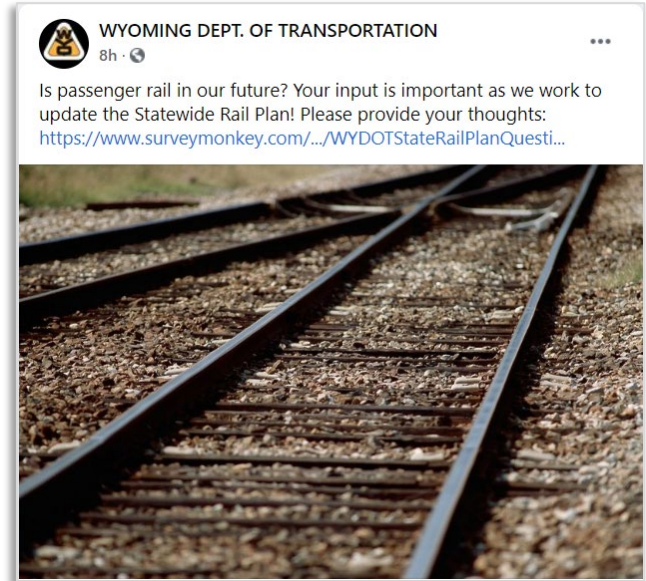 WYOMING DEPT. OF TRANSPORTATION
8h ·
Is passenger rail in our future? Your input is important as we work to
update the Statewide Rail Plan! Please provide your thoughts:
https://www.surveymonkey.com/.../WYDOTStateRailPlanQuesti...